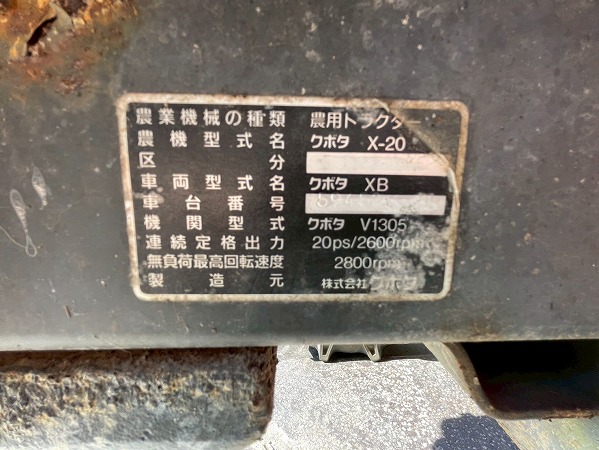 農業機械の種類 農用トラクター
農機型式名 クボタ X-20
区分
車両型式名 クボタ XB
車台番号
機関型式 クボタ V1305
連続定格出力 20ps/2600rpm
無負荷最高回転速度 2800rpm
製造元 株式会社 クボタ